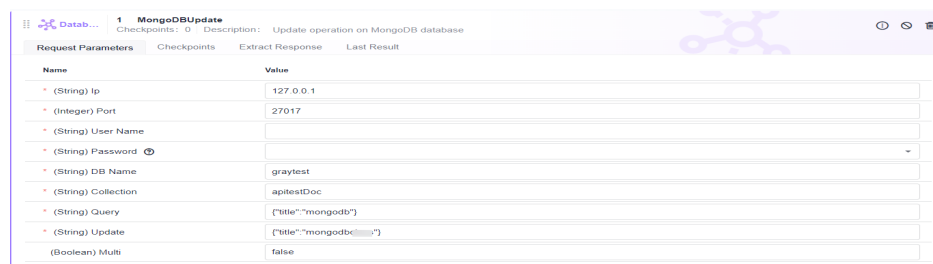 Datab... 1 MongoDBUpdate
Checkpoints: 0 Description: Update operation on MongoDB database
Request Parameters Checkpoints Extract Response Last Result
Name Value
* (String) Ip 127.0.0.1
* (Integer) Port 27017
* (String) User Name
* (String) Password
* (String) DB Name graytest
* (String) Collection apitestDoc
* (String) Query {"title":"mongodb"}
* (String) Update
(Boolean) Multi false